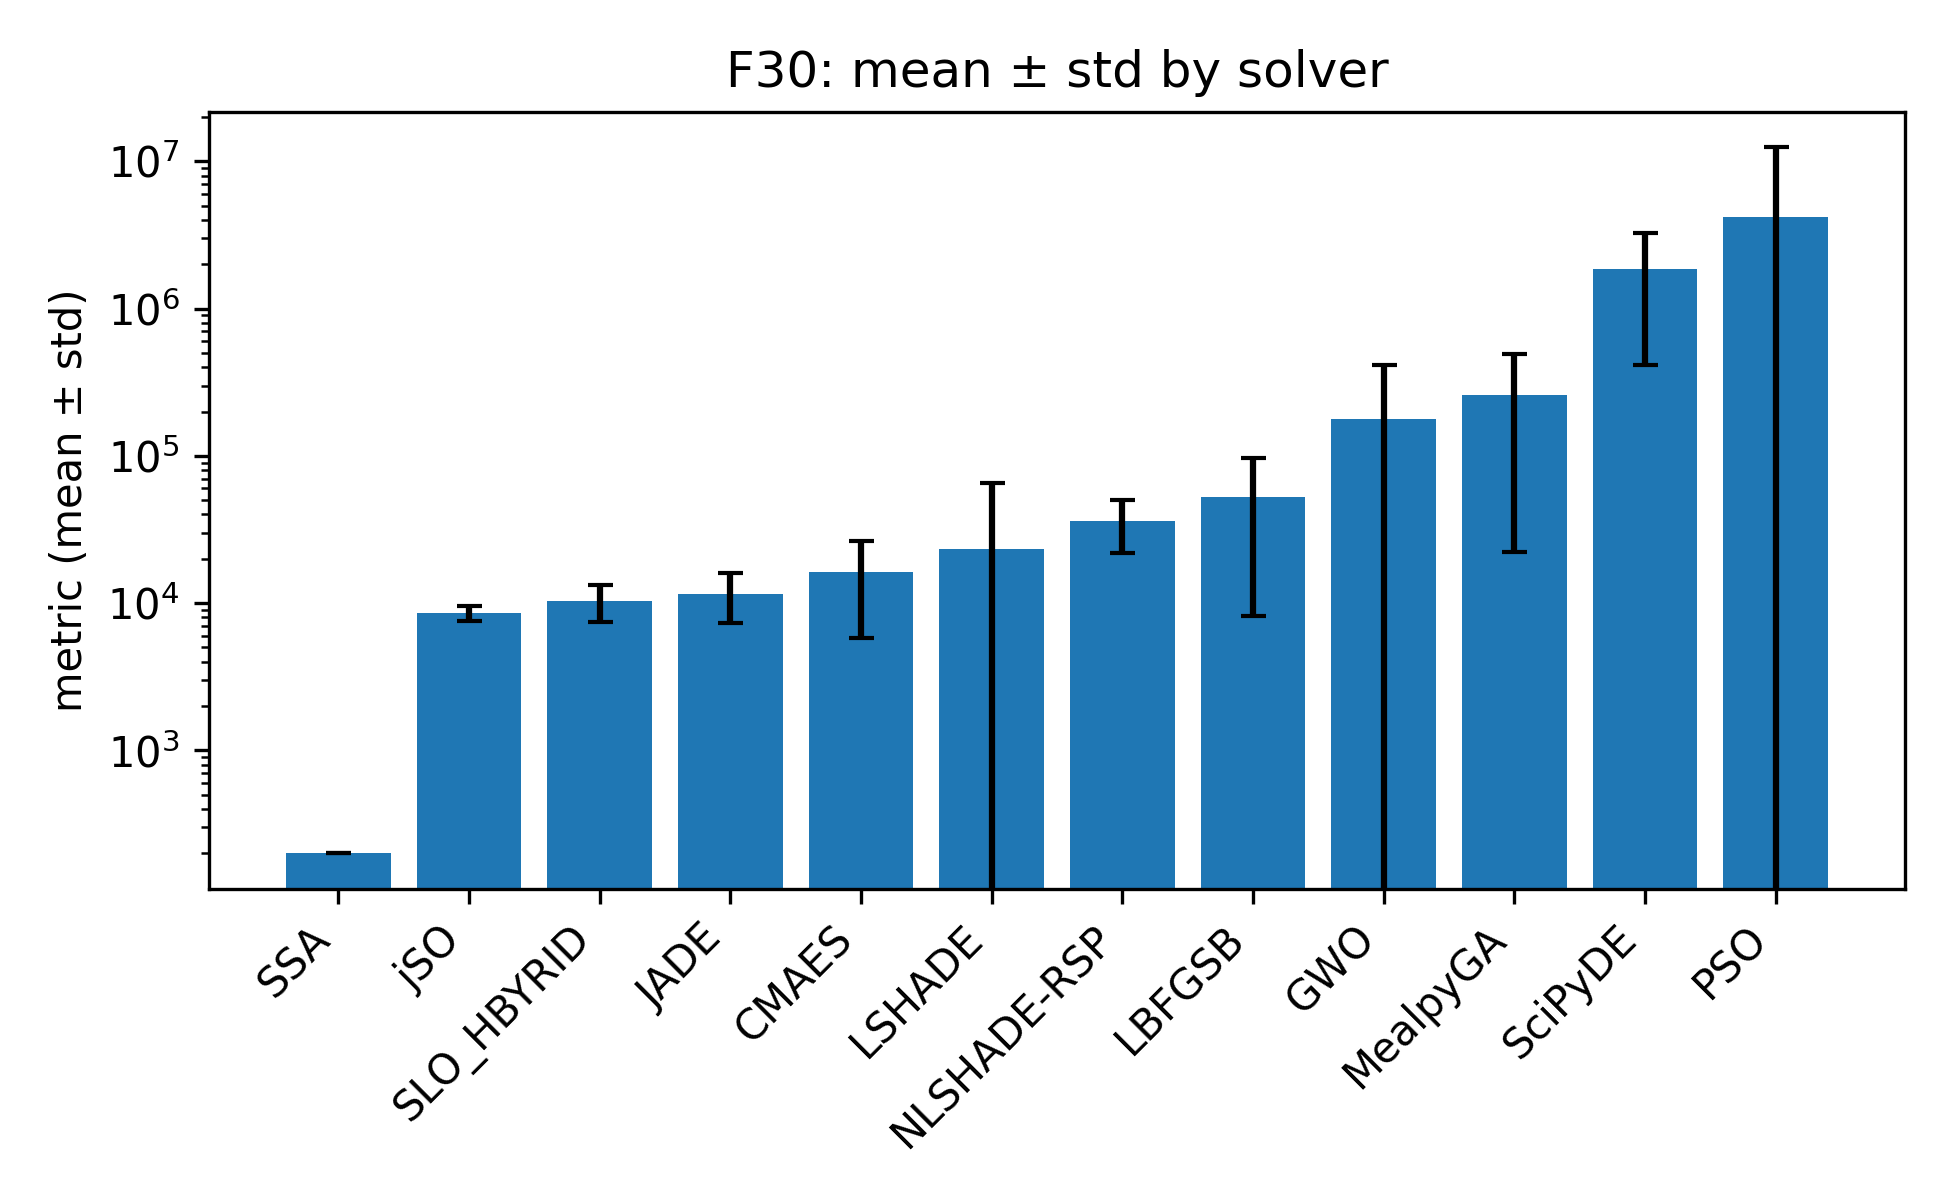 F30: mean ± std by solver
metric (mean ± std)
10⁷
10⁶
10⁵
10⁴
10³
SSA
jSO
SLO_HBYRID
JADE
CMAES
LSHADE
NLSHADE-RSP
LBFGSB
GWO
MealpyGA
SciPyDE
PSO